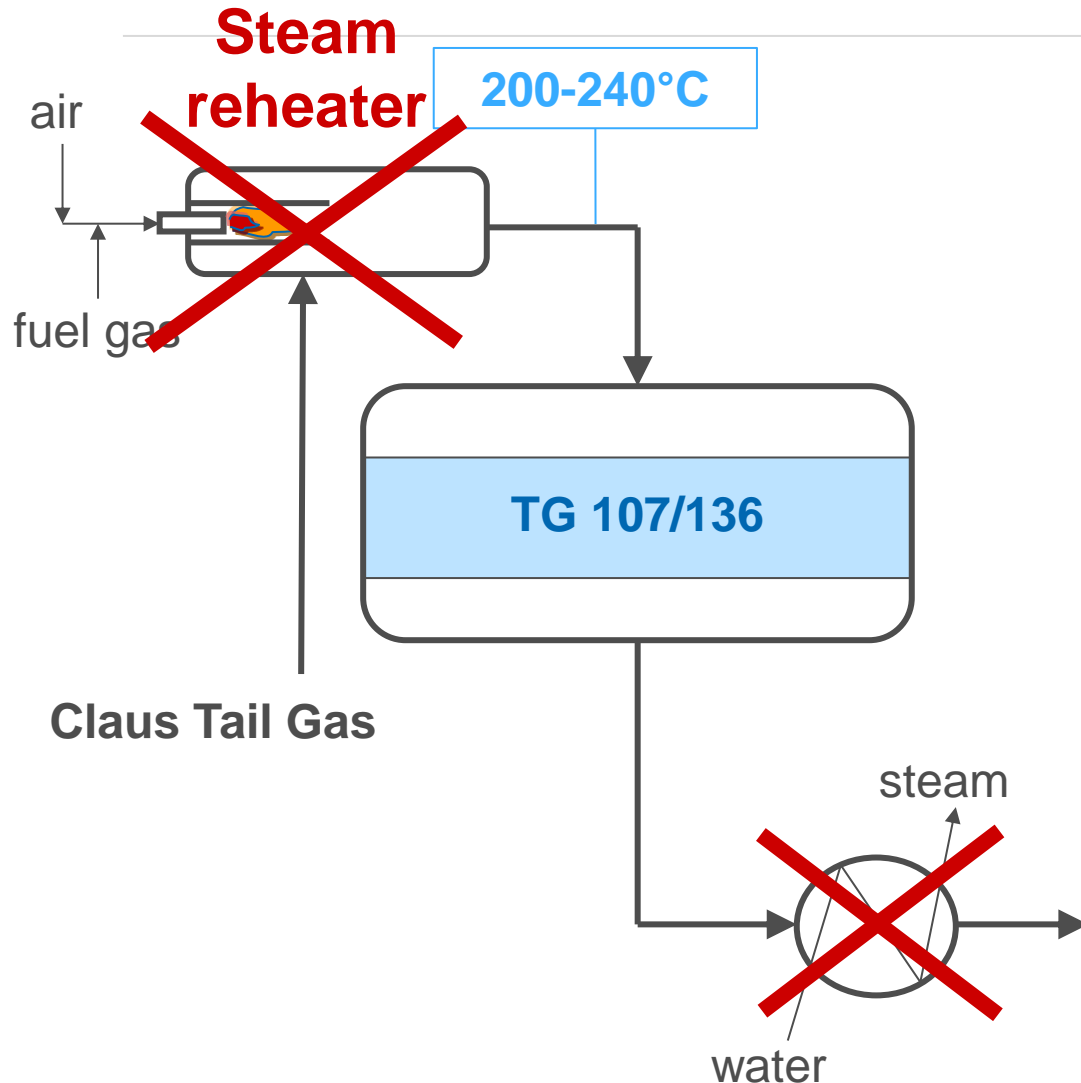 Steam
reheater
200-240°C
air
fuel gas
TG 107/136
Claus Tail Gas
steam
water